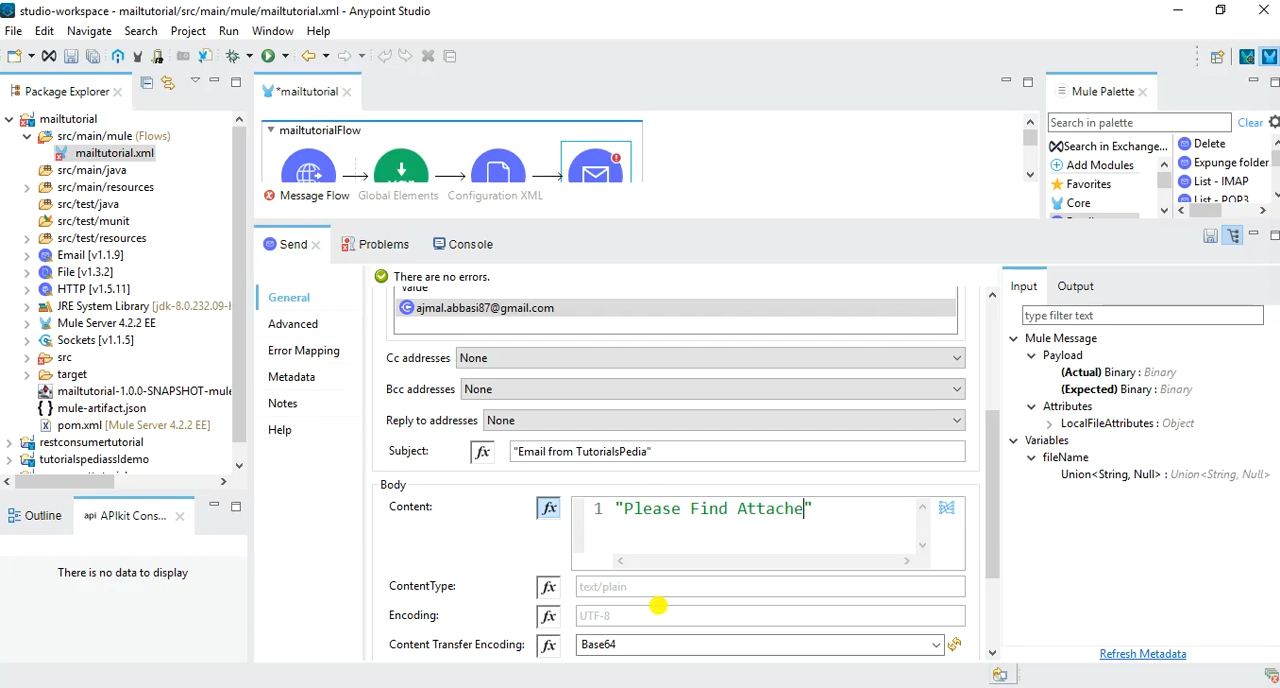 studio-workspace - mailtutorial/src/main/mule/mailtutorial.xml - Anypoint Studio
File Edit Navigate Search Project Run Window Help
Package Explorer
mailtutorial
src/main/mule (Flows)
mailtutorial.xml
src/main/java
src/main/resources
src/test/java
src/test/munit
src/test/resources
Email [v1.1.9]
File [v1.3.2]
HTTP [v1.5.11]
JRE System Library [jdk-8.0.232.09-h
Mule Server 4.2.2 EE
Sockets [v1.1.5]
src
target
mailtutorial-1.0.0-SNAPSHOT-mule
mule-artifact.json
pom.xml [Mule Server 4.2.2 EE]
restconsumertutorial
tutorialspediassldemo
Outline
api APIkit Cons...
There is no data to display
*mailtutorial
mailtutorialFlow
Message Flow Global Elements Configuration XML
Mule Palette
Search in palette
Clear
Search in Exchange...
Add Modules
Favorites
Core
Delete
Expunge folder
List - IMAP
List - POP3
Send Problems Console
There are no errors.
General
Advanced
Error Mapping
Metadata
Notes
Help
Value
ajmal.abbasi87@gmail.com
Cc addresses None
Bcc addresses None
Reply to addresses None
Subject: fx "Email from TutorialsPedia"
Body
Content: fx 1 "Please Find Attache"
ContentType: fx text/plain
Encoding: fx UTF-8
Content Transfer Encoding: fx Base64
Input Output
type filter text
Mule Message
Payload
(Actual) Binary : Binary
(Expected) Binary : Binary
Attributes
LocalFileAttributes : Object
Variables
fileName
Union<String, Null> : Union<String, Null>
Refresh Metadata